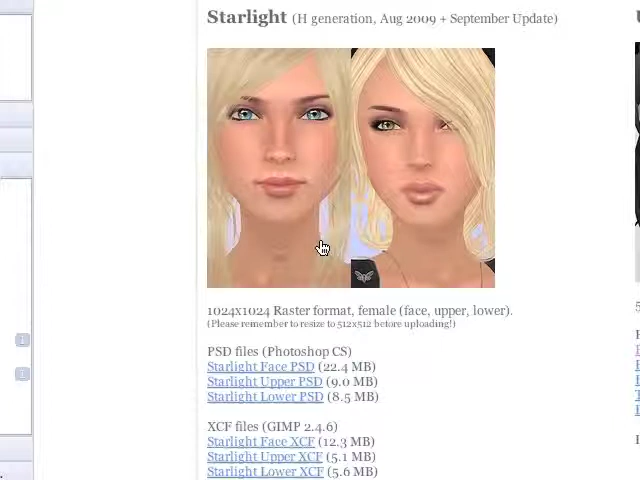 Starlight (H generation, Aug 2009 + September Update)
1024x1024 Raster format, female (face, upper, lower).
(Please remember to resize to 512x512 before uploading!)
PSD files (Photoshop CS)
Starlight Face PSD (22.4 MB)
Starlight Upper PSD (9.0 MB)
Starlight Lower PSD (8.5 MB)
XCF files (GIMP 2.4.6)
Starlight Face XCF (12.3 MB)
Starlight Upper XCF (5.1 MB)
Starlight Lower XCF (5.6 MB)